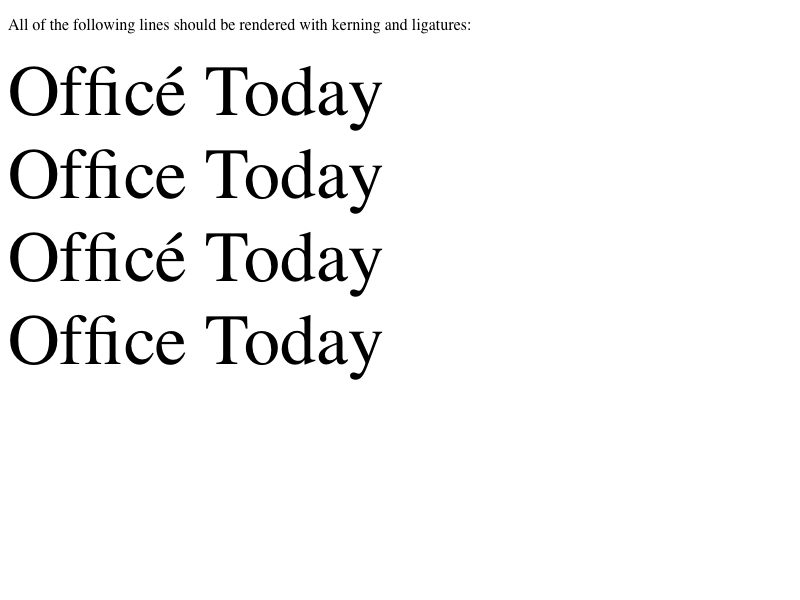 All of the following lines should be rendered with kerning and ligatures:
Officé Today
Office Today
Officé Today
Office Today